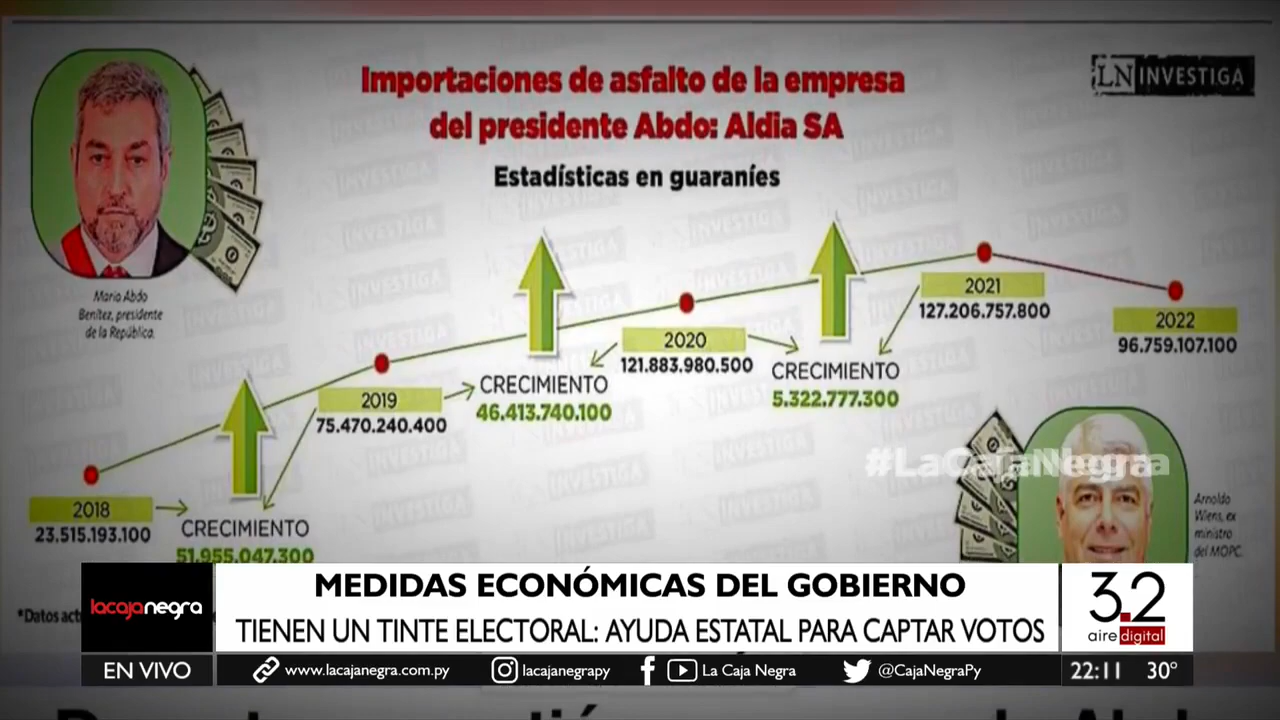 Importaciones de asfalto de la empresa
del presidente Abdo: Aldia SA
Estadísticas en guaraníes
LN INVESTIGA
Mario Abdo
Benítez, presidente
de la República.
2018
23.515.193.100
CRECIMIENTO
51.955.047.300
2019
75.470.240.400
CRECIMIENTO
46.413.740.100
2020
121.883.980.500
CRECIMIENTO
5.322.777.300
2021
127.206.757.800
2022
96.759.107.100
#LaCajaNegra
Arnoldo
Wiens, ex
ministro
del MOPC.
*Datos
lacajanegra
MEDIDAS ECONÓMICAS DEL GOBIERNO
TIENEN UN TINTE ELECTORAL: AYUDA ESTATAL PARA CAPTAR VOTOS
3.2
aire digital
EN VIVO
www.lacajanegra.com.py
lacajanegrapy
La Caja Negra
@CajaNegraPy
22:11 30°